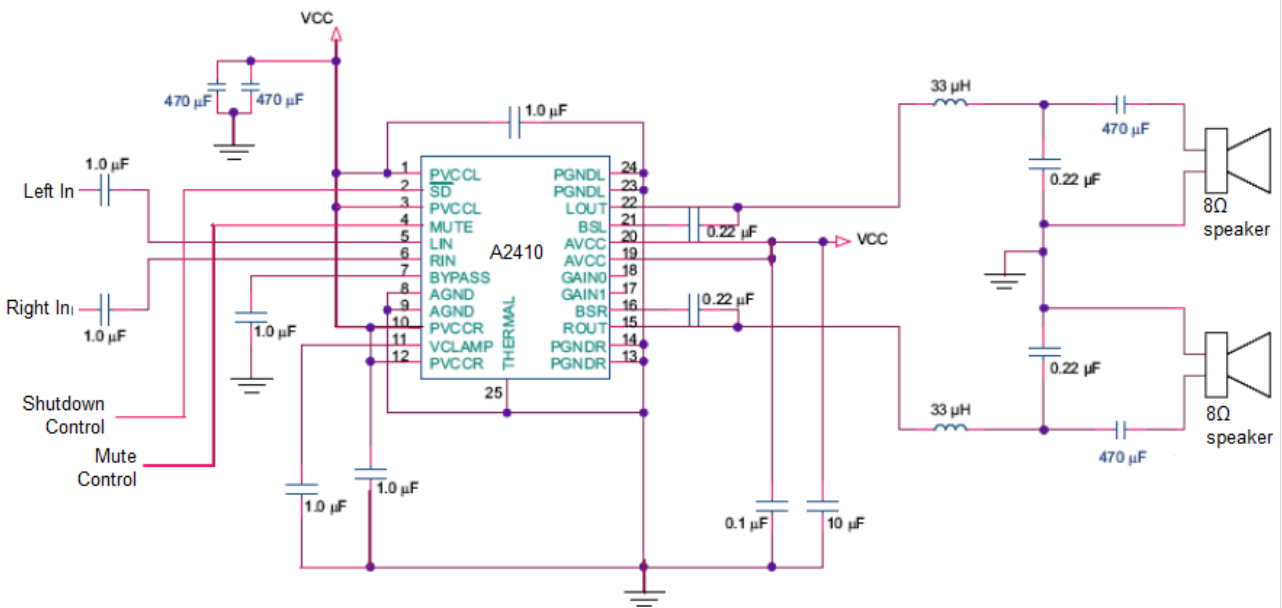 VCC
470 µF
470 µF
1.0 µF
33 µH
470 µF
0.22 µF
8Ω
speaker
1.0 µF
Left In
Right In
1.0 µF
1.0 µF
Shutdown
Control
Mute
Control
1.0 µF
1.0 µF
1 PVCCL
2 SD
3 PVCCL
4 MUTE
5 LIN
6 RIN
7 BYPASS
8 AGND
9 AGND
10 PVCCR
11 VCLAMP
12 PVCCR
A2410
THERMAL
25
PGNDL 24
PGNDL 23
LOUT 22
BSL 21
AVCC 20
AVCC 19
GAIN0 18
GAIN1 17
BSR 16
ROUT 15
PGNDR 14
PGNDR 13
0.22 µF
VCC
0.22 µF
0.1 µF
10 µF
33 µH
0.22 µF
470 µF
8Ω
speaker